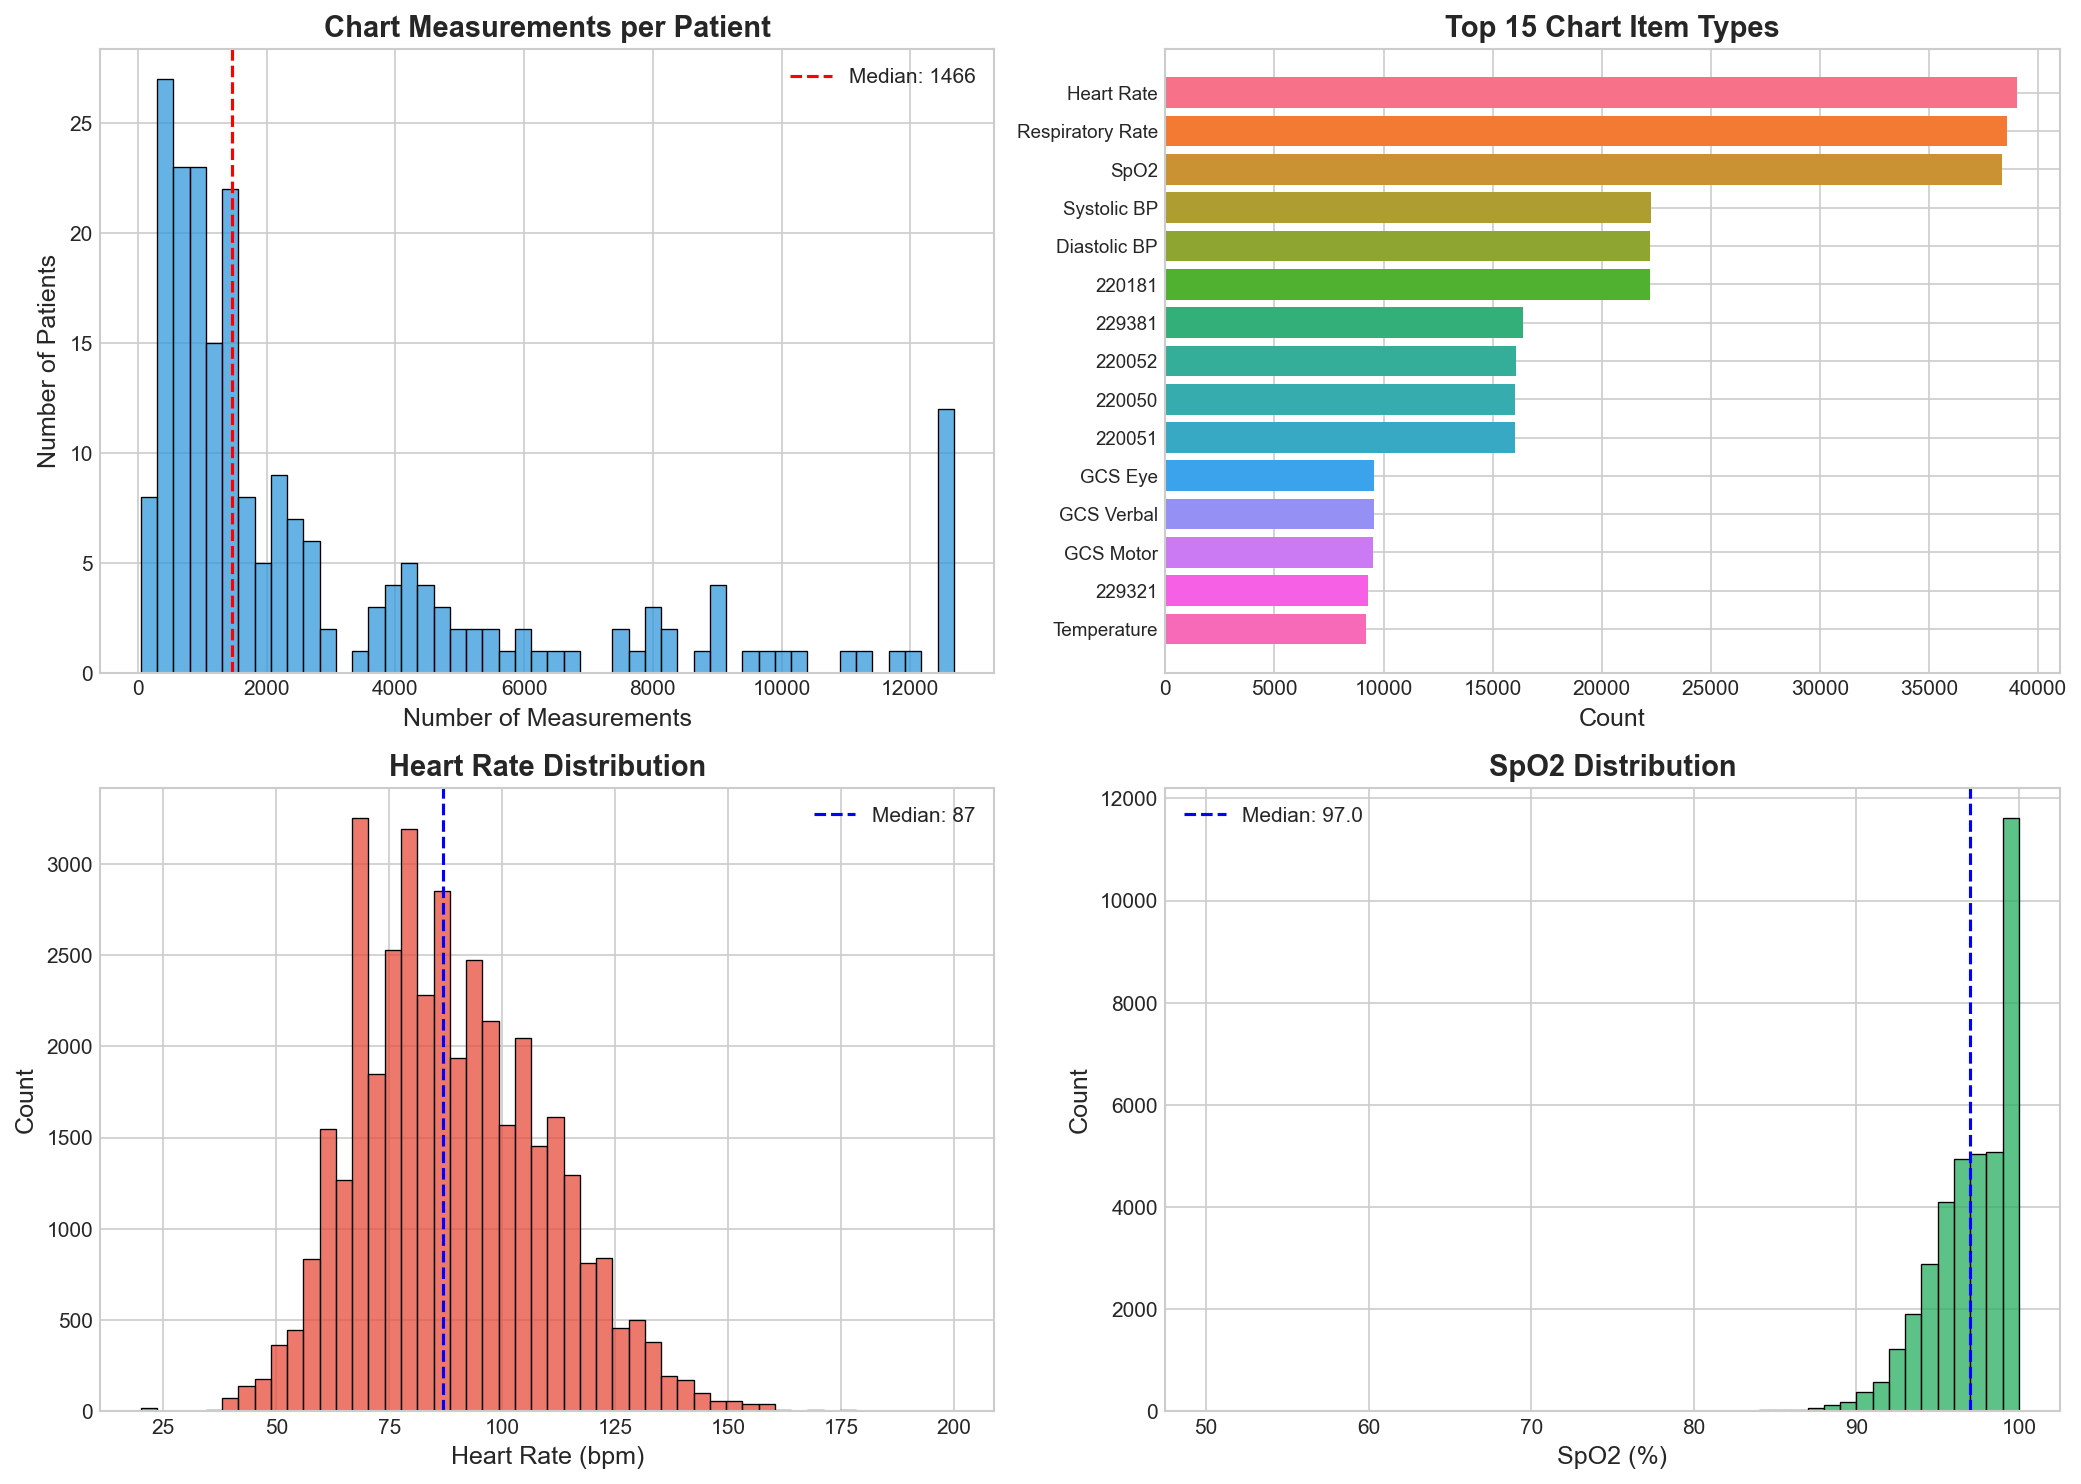 Chart Measurements per Patient
Median: 1466
Number of Patients
25
20
15
10
5
0
0 2000 4000 6000 8000 10000 12000
Number of Measurements
Top 15 Chart Item Types
Heart Rate
Respiratory Rate
SpO2
Systolic BP
Diastolic BP
220181
229381
220052
220050
220051
GCS Eye
GCS Verbal
GCS Motor
229321
Temperature
0 5000 10000 15000 20000 25000 30000 35000 40000
Count
Heart Rate Distribution
Median: 87
Count
3000
2500
2000
1500
1000
500
0
25 50 75 100 125 150 175 200
Heart Rate (bpm)
SpO2 Distribution
Median: 97.0
Count
12000
10000
8000
6000
4000
2000
0
50 60 70 80 90 100
SpO2 (%)